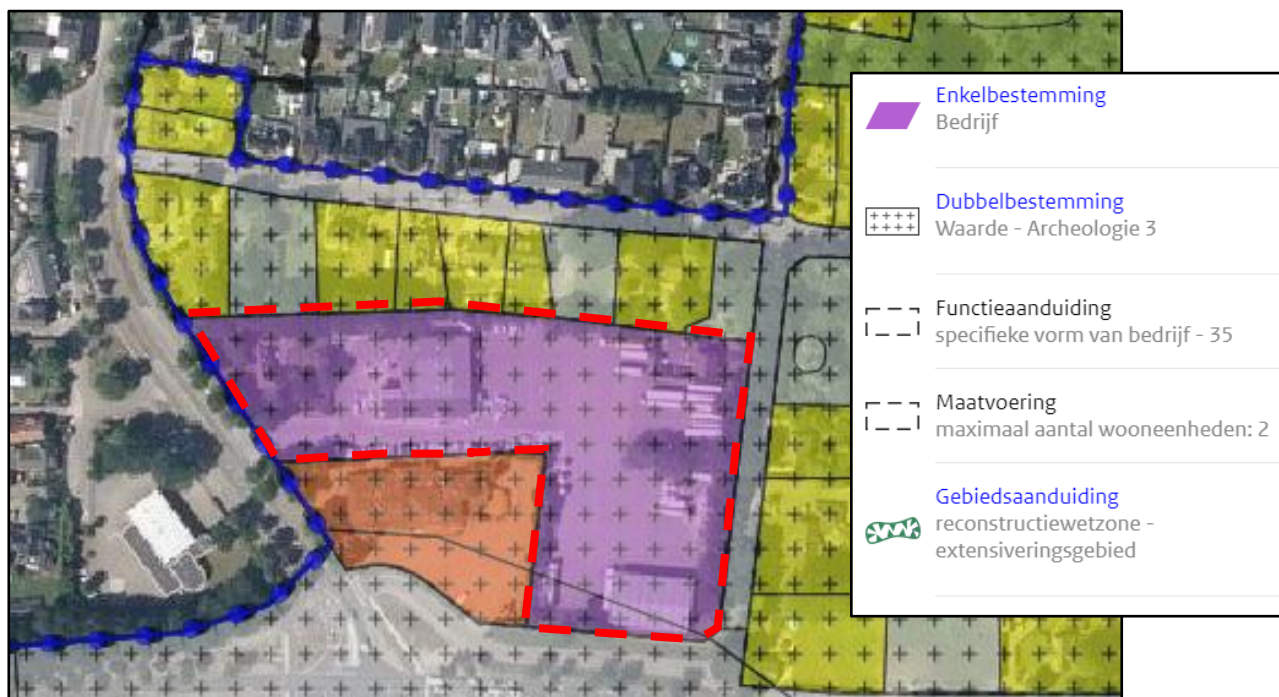 Enkelbestemming
Bedrijf
Dubbelbestemming
Waarde - Archeologie 3
Functieaanduiding
specifieke vorm van bedrijf - 35
Maatvoering
maximaal aantal wooneenheden: 2
Gebiedsaanduiding
reconstructiewetzone -
extensiveringsgebied